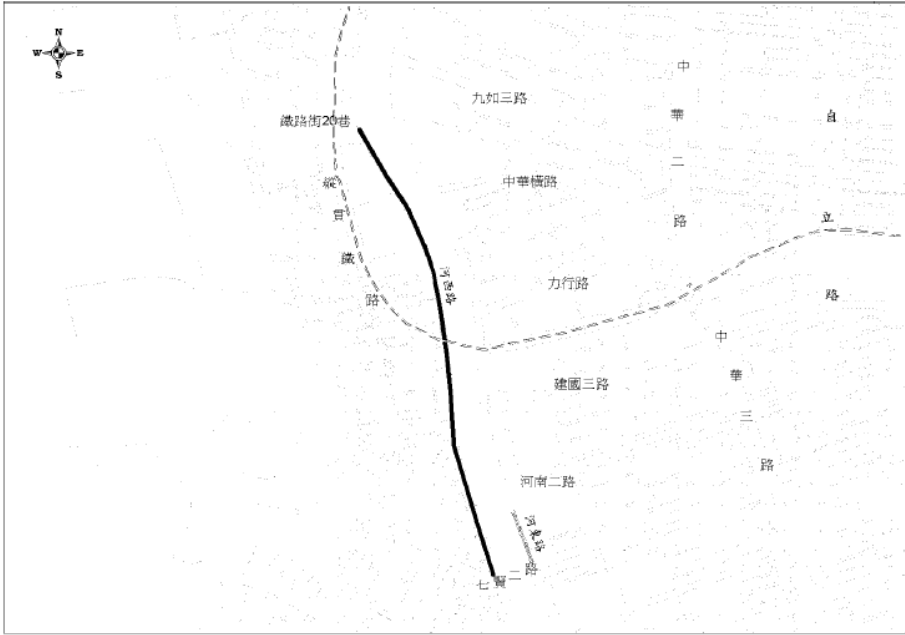 N
W E
S
九如三路
中華二路
自立路
鐵路街20巷
中華橫路
縱貫鐵路
河西路
力行路
中華三路
建國三路
河南二路
河東路
七賢二路